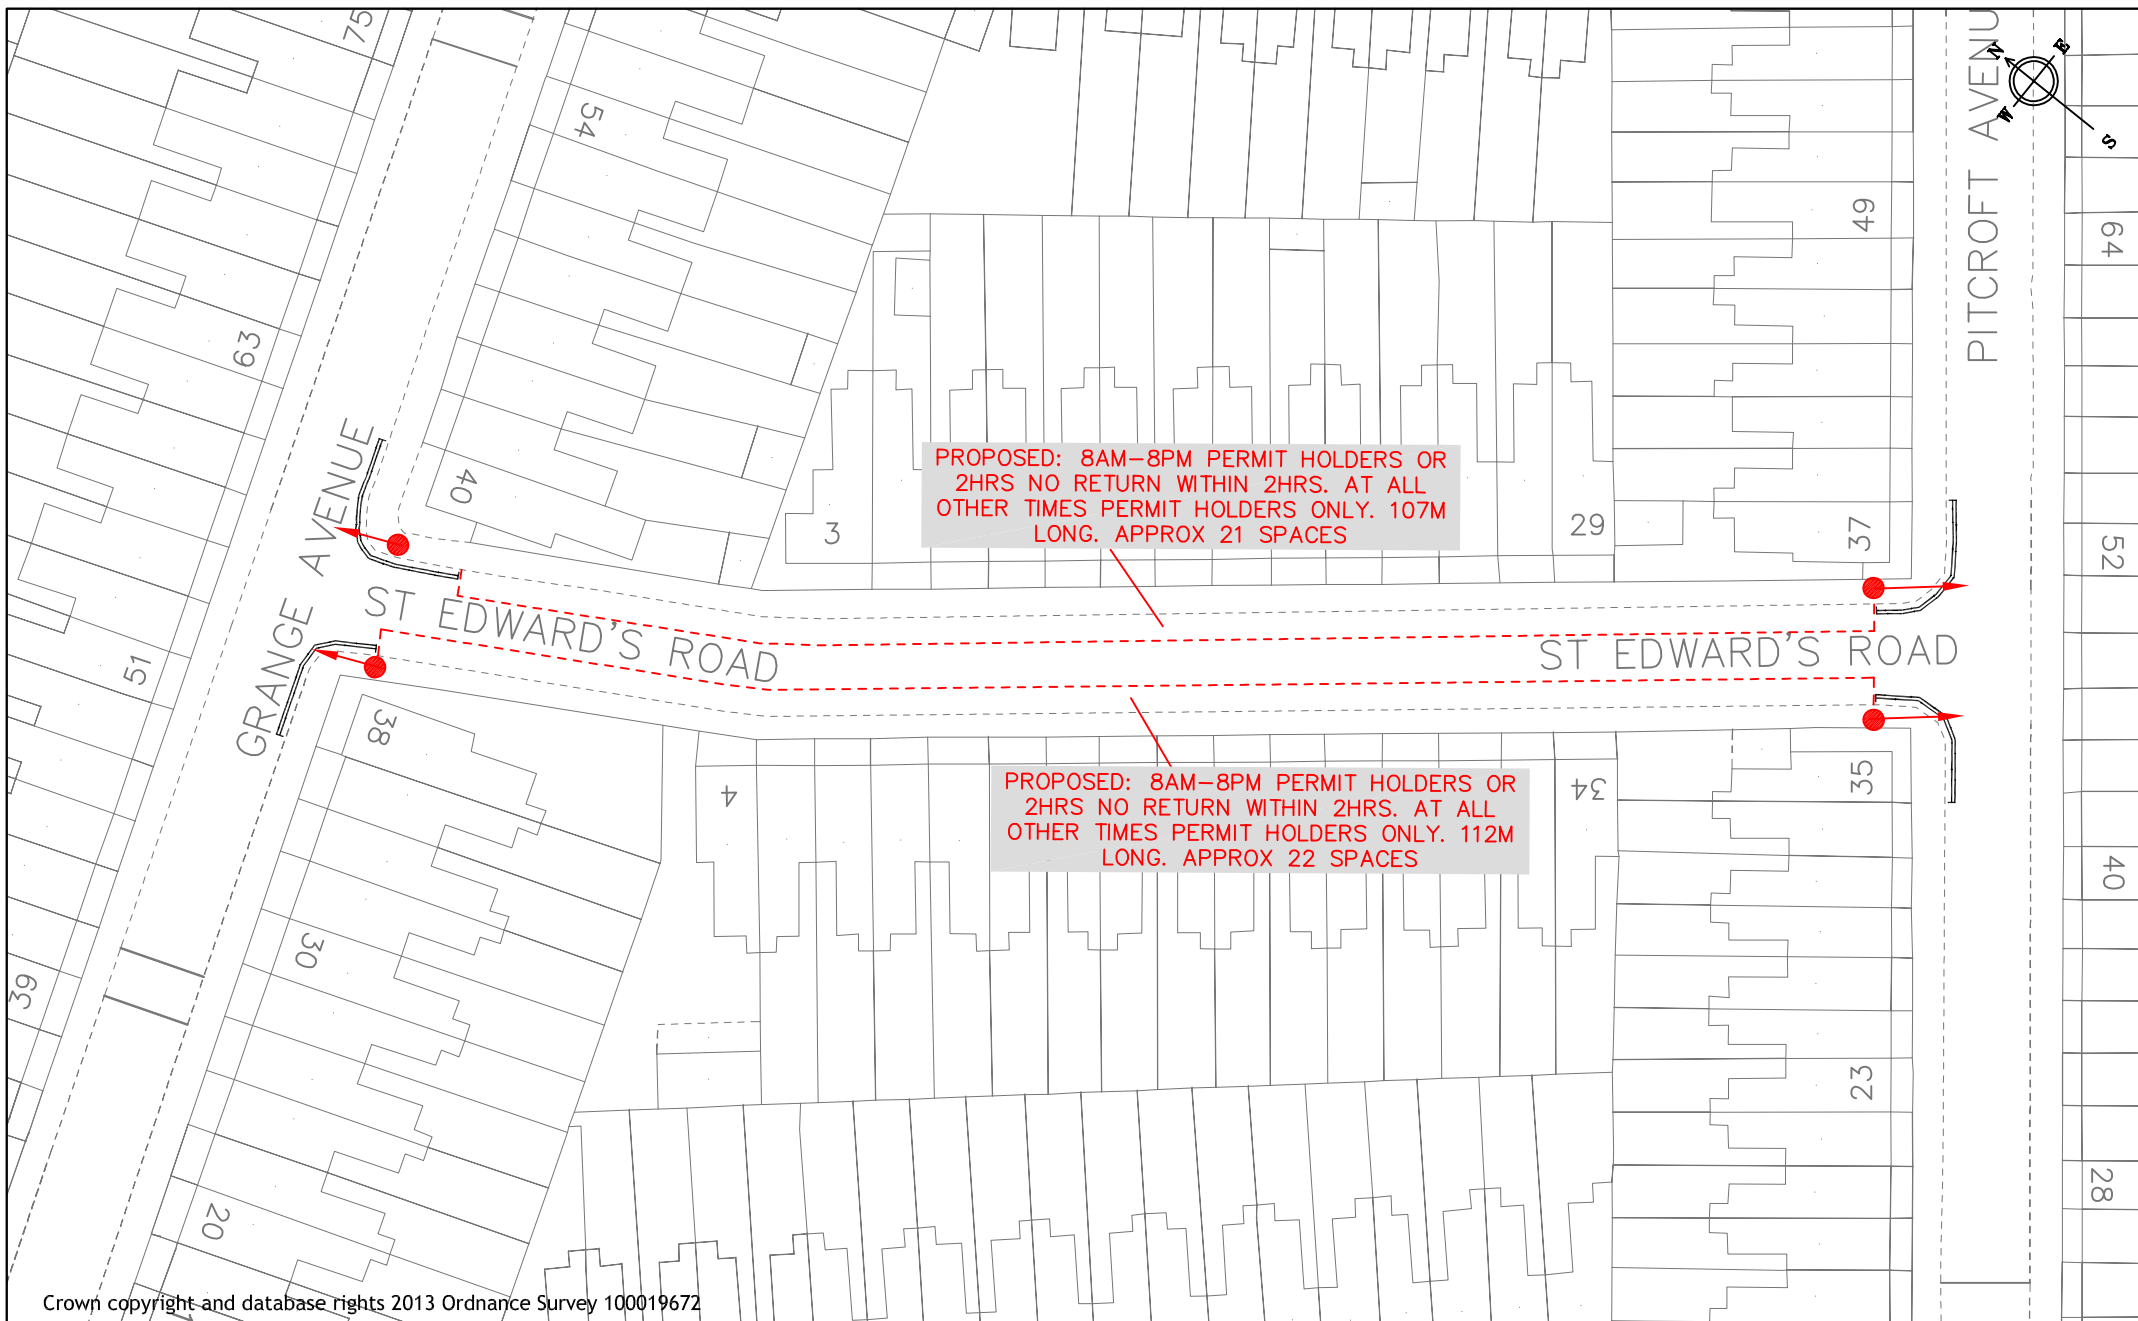 75
54
N
E
W
S
PITCROFT AVENU
49
64
63
GRANGE AVENUE
40
PROPOSED: 8AM-8PM PERMIT HOLDERS OR
2HRS NO RETURN WITHIN 2HRS. AT ALL
OTHER TIMES PERMIT HOLDERS ONLY. 107M
LONG. APPROX 21 SPACES
3
29
37
52
ST EDWARD'S ROAD
ST EDWARD'S ROAD
51
38
4
PROPOSED: 8AM-8PM PERMIT HOLDERS OR
2HRS NO RETURN WITHIN 2HRS. AT ALL
OTHER TIMES PERMIT HOLDERS ONLY. 112M
LONG. APPROX 22 SPACES
34
35
40
30
39
23
28
20
Crown copyright and database rights 2013 Ordnance Survey 100019672